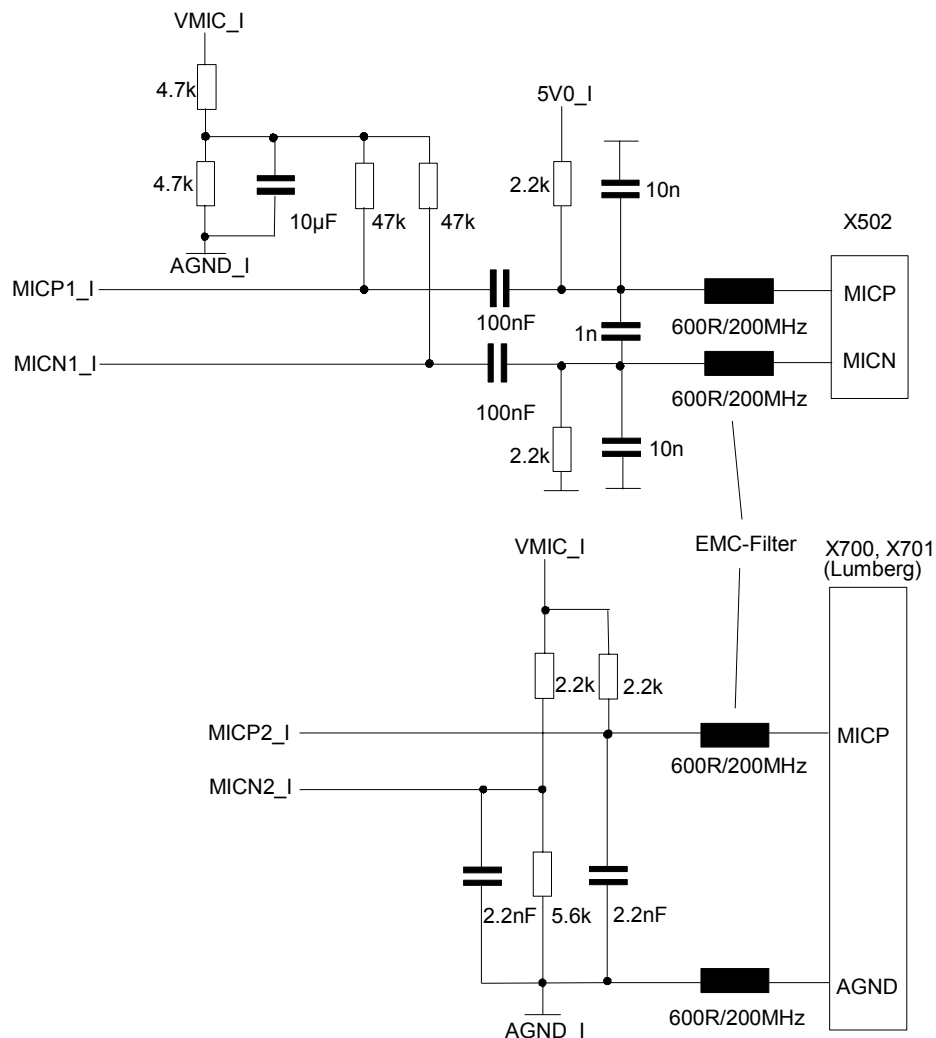 VMIC_I
4.7k
5V0_I
4.7k
10µF
47k
47k
2.2k
10n
X502
AGND_I
MICP1_I
100nF
1n
600R/200MHz
MICP
MICN1_I
100nF
600R/200MHz
MICN
2.2k
10n
VMIC_I
EMC-Filter
X700, X701
(Lumberg)
2.2k
2.2k
MICP2_I
600R/200MHz
MICP
MICN2_I
2.2nF
5.6k
2.2nF
AGND_I
600R/200MHz
AGND